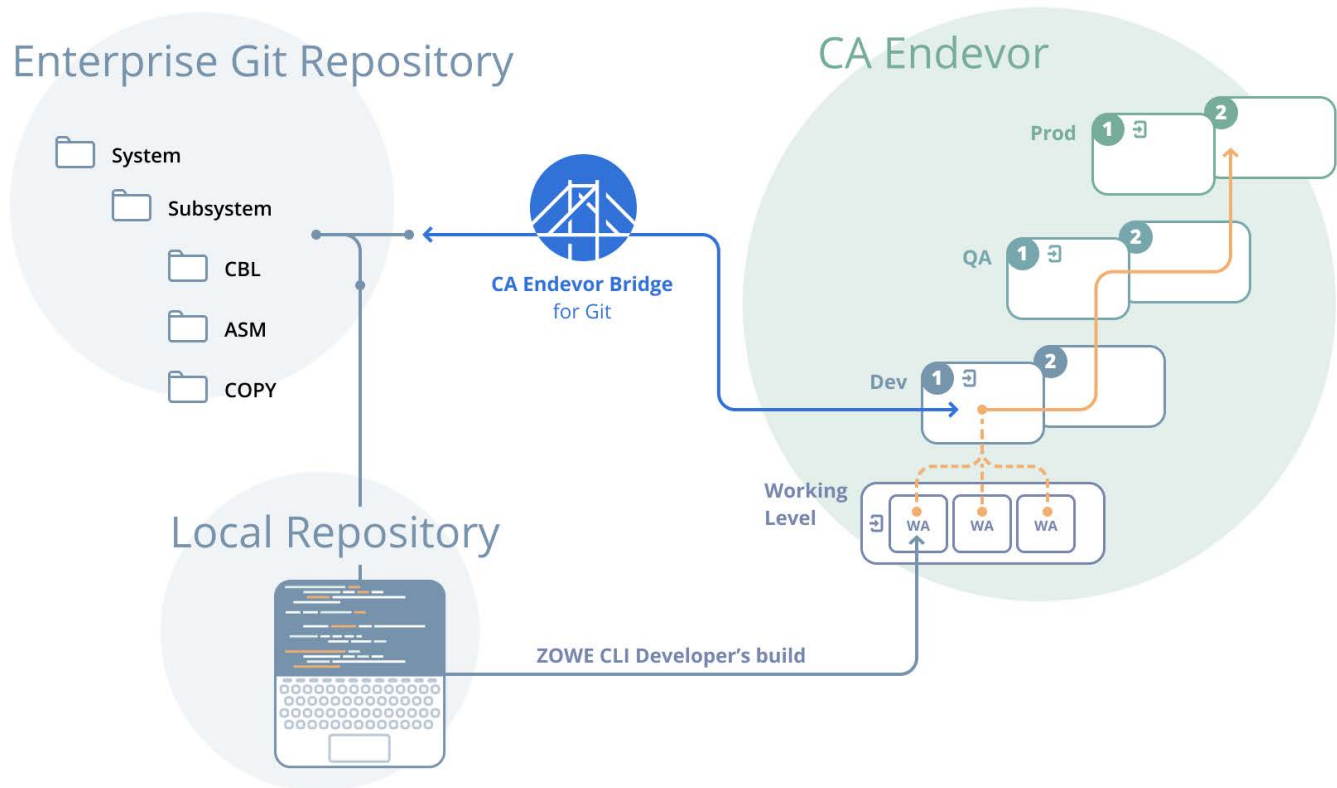 Enterprise Git Repository
System
Subsystem
CBL
ASM
COPY
CA Endevor Bridge
for Git
CA Endevor
Prod
1
2
QA
1
2
Dev
1
2
Working
Level
WA
WA
WA
Local Repository
ZOWE CLI Developer's build